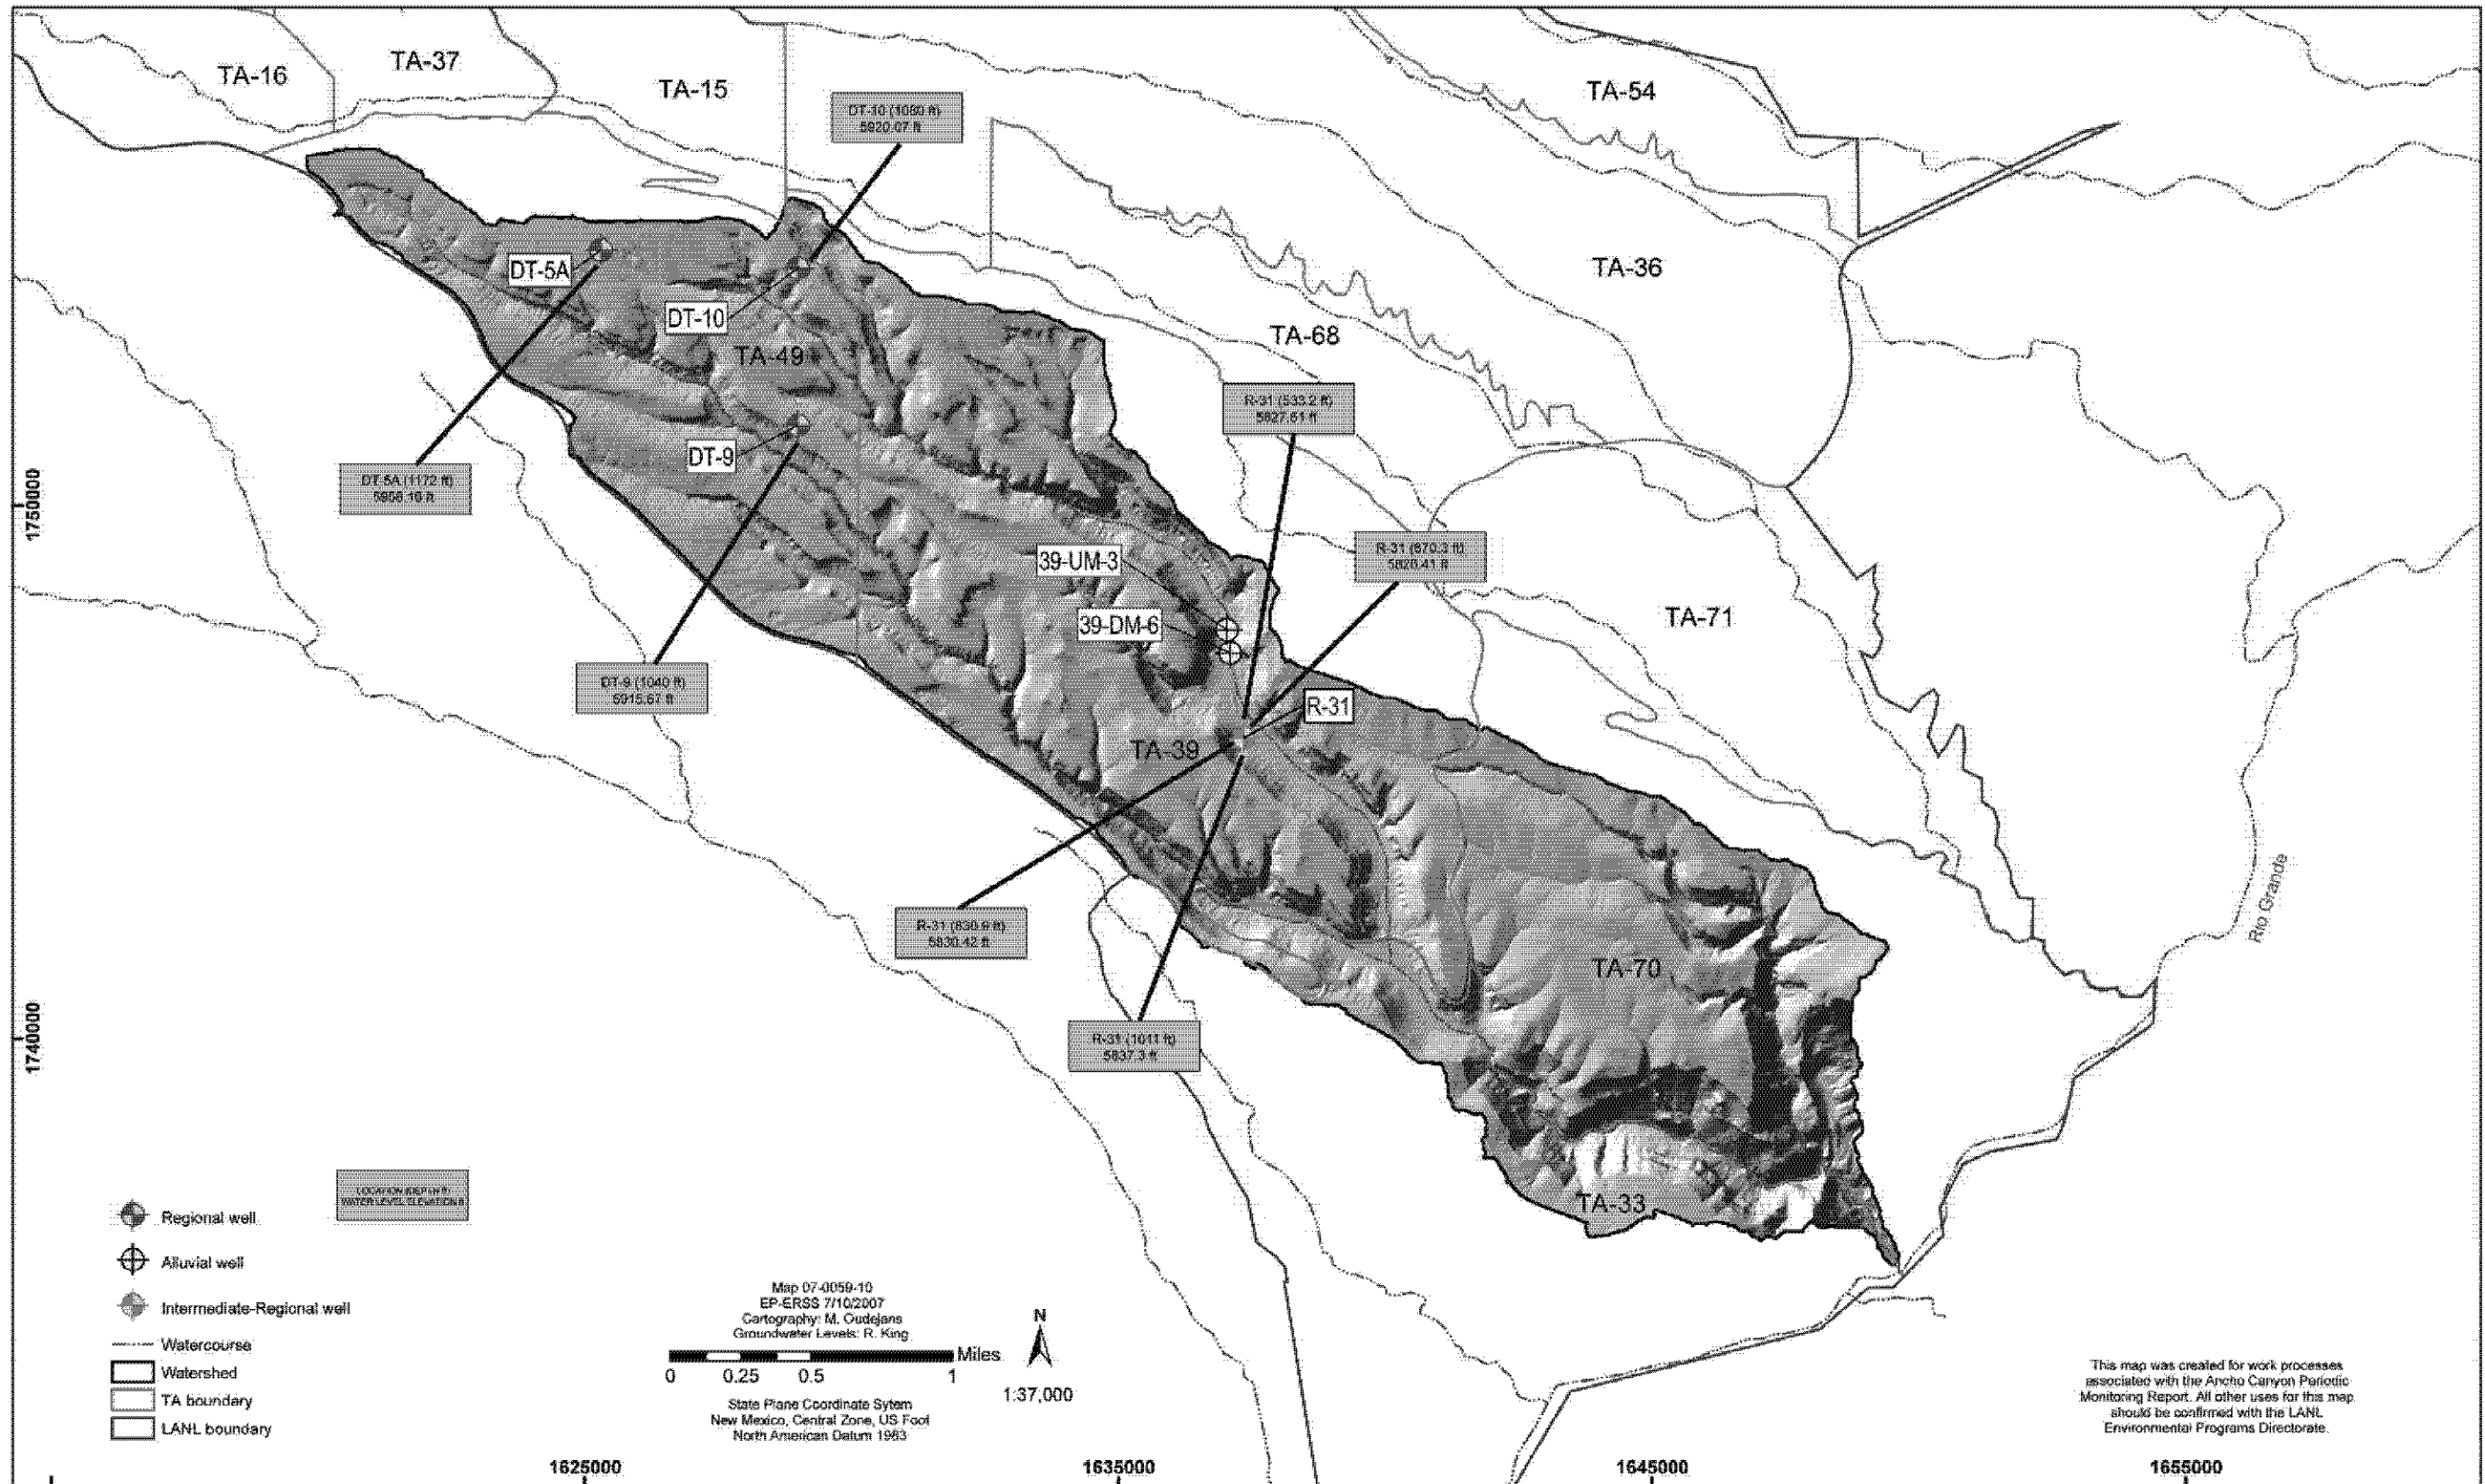 TA-16
TA-37
TA-15
TA-54
DT-10 (1080 ft)
5920.07 ft
DT-5A
DT-10
TA-49
TA-68
TA-36
R-31 (533.2 ft)
5827.61 ft
DT-9
DT-5A (1172 ft)
1750000
39-UM-3
R-31 (670.3 ft)
39-DM-6
TA-71
DT-9 (1040 ft)
5915.67 ft
R-31
TA-39
Rio Grande
R-31 (830.9 ft)
5830.42 ft
TA-70
1740000
R-31 (1011 ft)
5837.3 ft
TA-33
LOCATION (DEPTH ft)
WATER LEVEL ELEVATION ft
Regional well
Alluvial well
Intermediate-Regional well
Watercourse
Watershed
TA boundary
LANL boundary
Map 07-0059-10
EP-ERSS 7/10/2007
Cartography: M. Oudejans
Groundwater Levels: R. King
Miles
0 0.25 0.5 1
N
1:37,000
State Plane Coordinate Sytem
New Mexico, Central Zone, US Foot
North American Datum 1983
This map was created for work processes
associated with the Ancho Canyon Periodic
Monitoring Report. All other uses for this map
should be confirmed with the LANL
Environmental Programs Directorate.
1625000
1635000
1645000
1655000